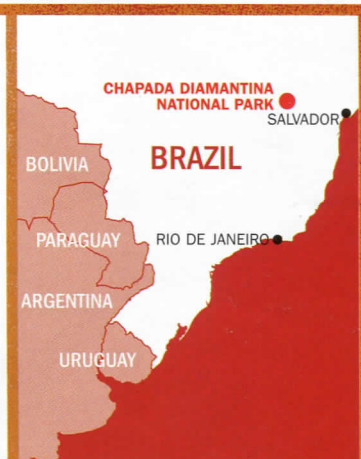 CHAPADA DIAMANTINA
NATIONAL PARK
SALVADOR
BOLIVIA
BRAZIL
PARAGUAY
RIO DE JANEIRO
ARGENTINA
URUGUAY